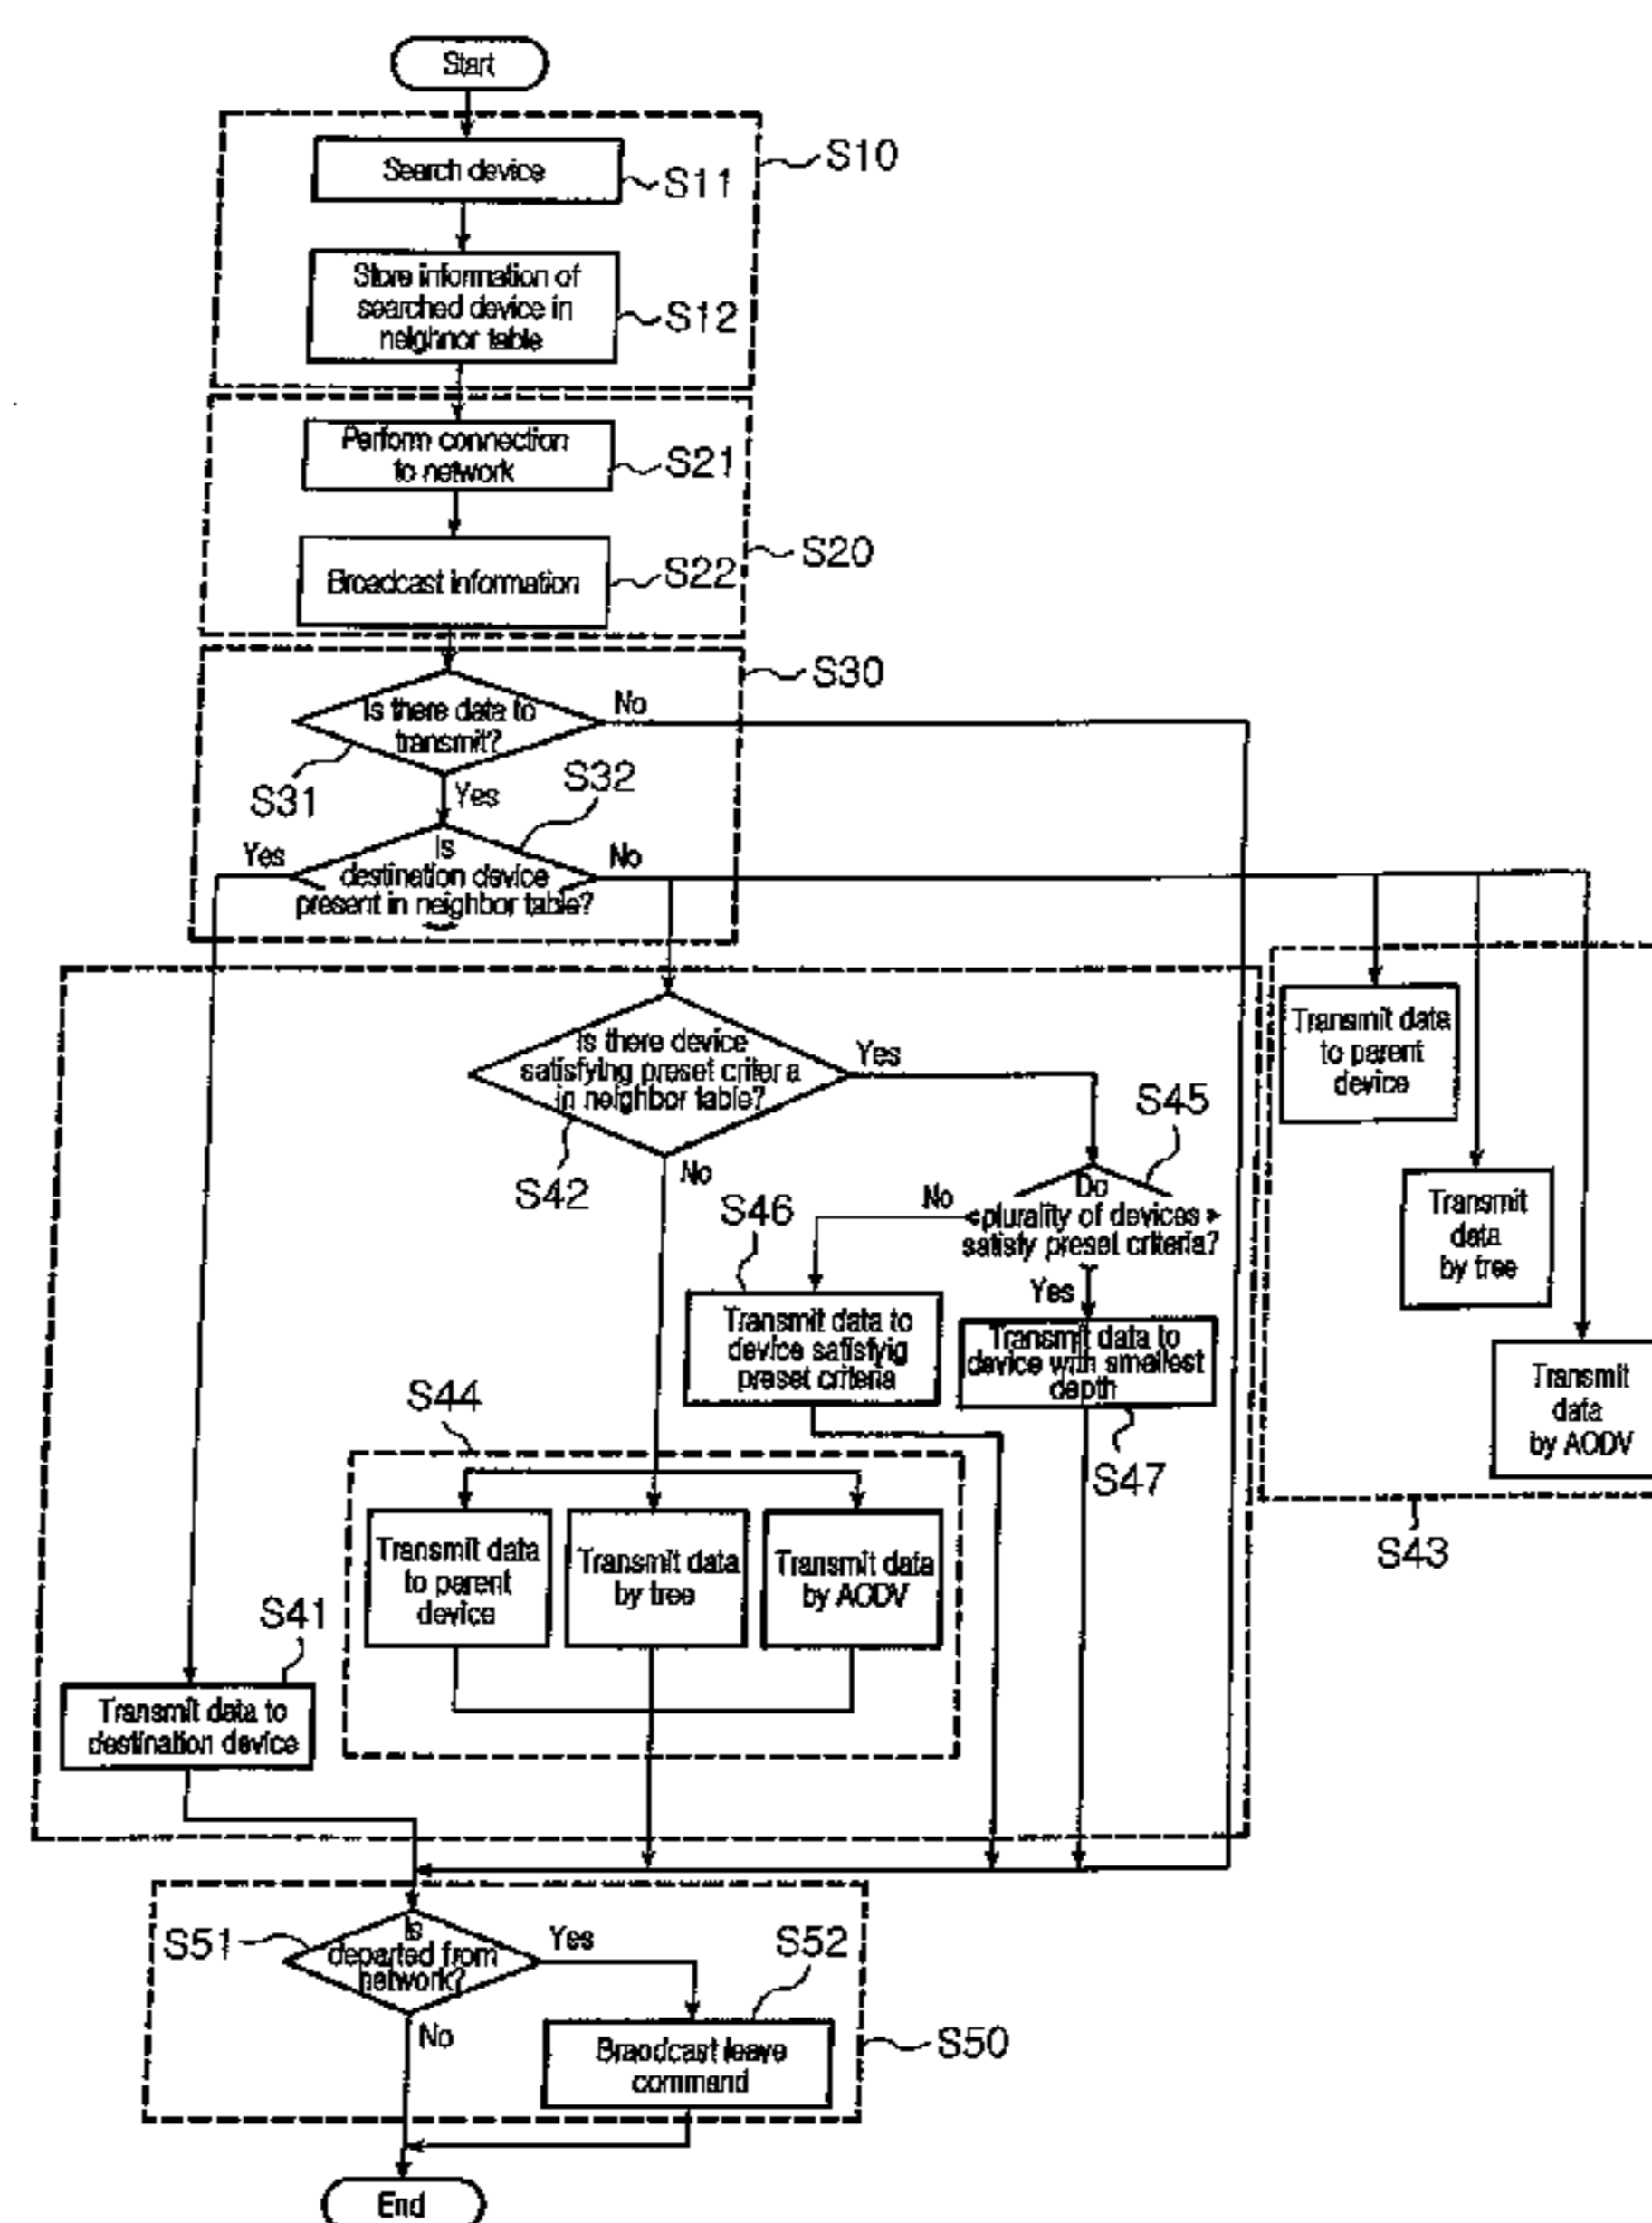 Start
S10
Search device
S11
Store information of
searched device in
neighnor table
S12
Perform connection
to network
S21
S20
Broadcast information
S22
S30
Is there data to
transmit?
No
S31
Yes
S32
Yes
Is
destination device
present in neighbor table?
No
Is there device
satisfying preset criteria
in neighbor table?
Yes
S42
No
S45
Do
plurality of devices
satisfy preset criteria?
No
Yes
S46
Transmit data to
device satisfyig
preset criteria
Transmit data to
device with smallest
depth
S47
Transmit data
to parent
device
Transmit
data
by tree
Transmit
data
by AODV
S43
S44
Transmit data
to parent
device
Transmit data
by tree
Transmit data
by AODV
S41
Transmit data to
destination device
S51
Is
departed from
network?
Yes
S52
No
Braodcast leave
command
S50
End